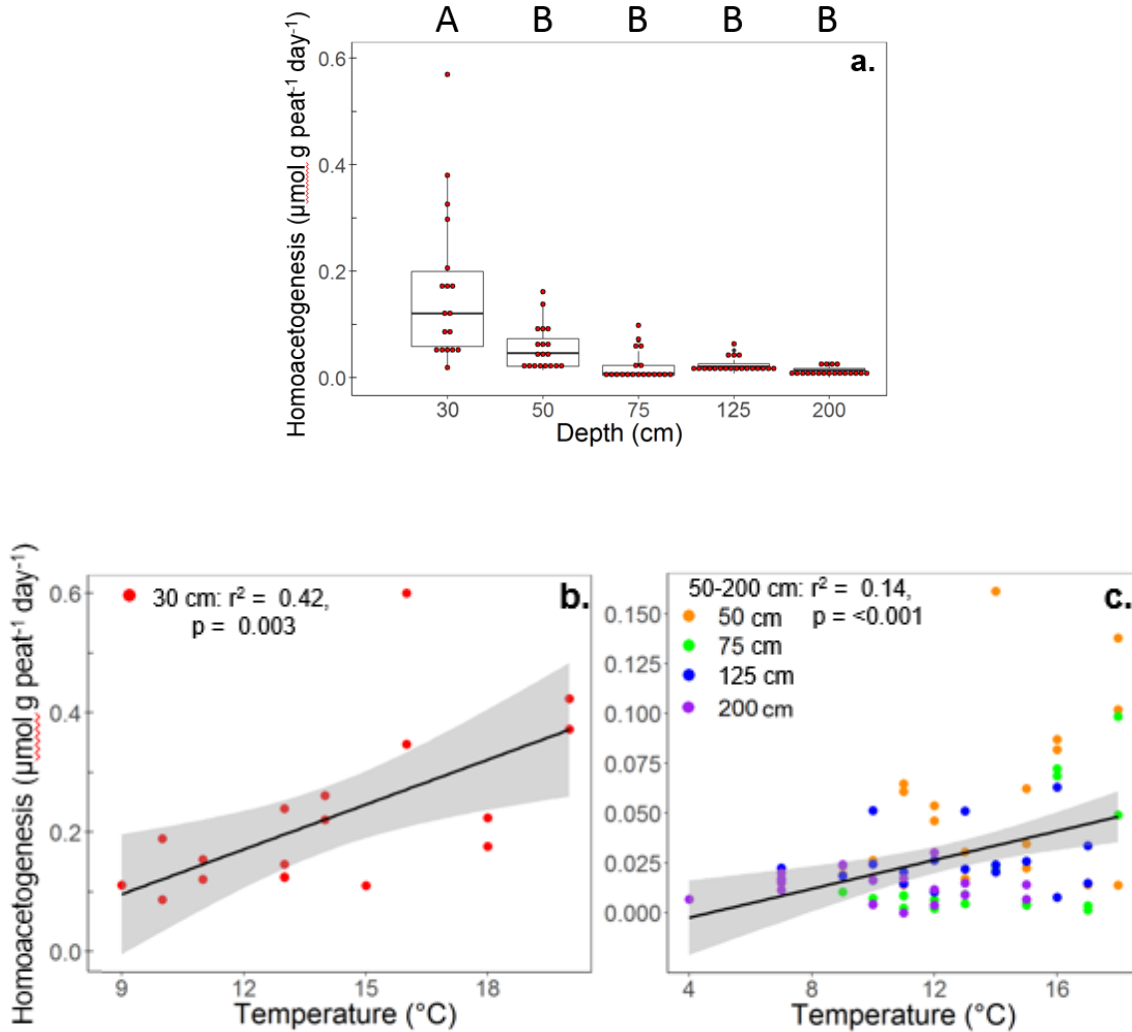 A B B B B
a.
Homoacetogenesis (µmol g peat⁻¹ day⁻¹)
0.6
0.4
0.2
0.0
30 50 75 125 200
Depth (cm)
b.
Homoacetogenesis (µmol g peat⁻¹ day⁻¹)
30 cm: r² = 0.42,
p = 0.003
0.6
0.4
0.2
0.0
9 12 15 18
Temperature (°C)
c.
50-200 cm: r² = 0.14,
p = <0.001
50 cm
75 cm
125 cm
200 cm
0.150
0.125
0.100
0.075
0.050
0.025
0.000
4 8 12 16
Temperature (°C)